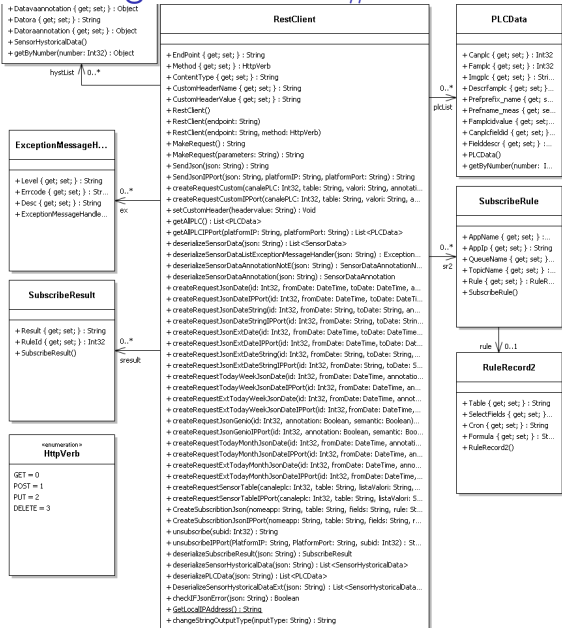 + Datavaannotation { get; set; } : Object
+ Datora { get; set; } : String
+ Datoraannotation { get; set; } : Object
+ SensorHystoricalData()
+ getByNumber(number: Int32) : Object
hystList
0..*
ExceptionMessageH...
+ Level { get; set; } : String
+ Errcode { get; set; } : Str...
+ Desc { get; set; } : String
+ ExceptionMessageHandle...
0..*
ex
SubscribeResult
+ Result { get; set; } : String
+ RuleId { get; set; } : Int32
+ SubscribeResult()
0..*
sresult
«enumeration»
HttpVerb
GET = 0
POST = 1
PUT = 2
DELETE = 3
RestClient
+ EndPoint { get; set; } : String
+ Method { get; set; } : HttpVerb
+ ContentType { get; set; } : String
+ CustomHeaderName { get; set; } : String
+ CustomHeaderValue { get; set; } : String
+ RestClient()
+ RestClient(endpoint: String)
+ RestClient(endpoint: String, method: HttpVerb)
+ MakeRequest() : String
+ MakeRequest(parameters: String) : String
+ SendJson(json: String) : String
+ SendJsonIPPort(json: String, platformIP: String, platformPort: String) : String
+ createRequestCustom(canalePLC: Int32, table: String, valori: String, annotati...
+ createRequestCustomIPPort(canalePLC: Int32, table: String, valori: String, a...
+ setCustomHeader(headervalue: String) : Void
+ getAllPLC() : List<PLCData>
+ getAllPLCIPPort(platformIP: String, platformPort: String) : List<PLCData>
+ deserializeSensorData(json: String) : List<SensorData>
+ deserializeSensorDataListExceptionMessageHandler(json: String) : Exception...
+ deserializeSensorDataAnnotationNotE(json: String) : SensorDataAnnotationN...
+ deserializeSensorDataAnnotation(json: String) : SensorDataAnnotation
+ createRequestJsonDate(id: Int32, fromDate: DateTime, toDate: DateTime, a...
+ createRequestJsonDateIPPort(id: Int32, fromDate: DateTime, toDate: DateTi...
+ createRequestJsonDateString(id: Int32, fromDate: String, toDate: String, an...
+ createRequestJsonDateStringIPPort(id: Int32, fromDate: String, toDate: Strin...
+ createRequestJsonExtDate(id: Int32, fromDate: DateTime, toDate: DateTime...
+ createRequestJsonExtDateIPPort(id: Int32, fromDate: DateTime, toDate: Dat...
+ createRequestJsonExtDateString(id: Int32, fromDate: String, toDate: String,...
+ createRequestJsonExtDateStringIPPort(id: Int32, fromDate: String, toDate: S...
+ createRequestTodayWeekJsonDate(id: Int32, fromDate: DateTime, annotatio...
+ createRequestTodayWeekJsonDateIPPort(id: Int32, fromDate: DateTime, an...
+ createRequestExtTodayWeekJsonDate(id: Int32, fromDate: DateTime, annot...
+ createRequestExtTodayWeekJsonDateIPPort(id: Int32, fromDate: DateTime,...
+ createRequestJsonGenio(id: Int32, annotation: Boolean, semantic: Boolean)...
+ createRequestJsonGenioIPPort(id: Int32, annotation: Boolean, semantic: Boo...
+ createRequestTodayMonthJsonDate(id: Int32, fromDate: DateTime, annotati...
+ createRequestTodayMonthJsonDateIPPort(id: Int32, fromDate: DateTime, an...
+ createRequestExtTodayMonthJsonDate(id: Int32, fromDate: DateTime, anno...
+ createRequestExtTodayMonthJsonDateIPPort(id: Int32, fromDate: DateTime,...
+ createRequestSensorTable(canaleplc: Int32, table: String, listaValori: String,...
+ createRequestSensorTableIPPort(canaleplc: Int32, table: String, listaValori: S...
+ CreateSubscribtionJson(nomeapp: String, table: String, fields: String, rule: St...
+ CreateSubscribtionJsonIPPort(nomeapp: String, table: String, fields: String, r...
+ unsubscribe(subid: Int32) : String
+ unsubscribeIPPort(PlatformIP: String, PlatformPort: String, subid: Int32) : St...
+ deserializeSubscribeResult(json: String) : SubscribeResult
+ deserializeSensorHystoricalData(json: String) : List<SensorHystoricalData>
+ deserializePLCData(json: String) : List<PLCData>
+ DeserializeSensorHystoricalDataExt(json: String) : List<SensorHystoricalData...
+ checkIFJsonError(json: String) : Boolean
+ GetLocalIPAddress() : String
+ changeStringOutputType(inputType: String) : String
0..*
plcList
PLCData
+ Canplc { get; set; } : Int32
+ Famplc { get; set; } : Int32
+ Imgplc { get; set; } : Stri...
+ Descrfamplc { get; set; }...
+ Prefprefix_name { get; s...
+ Prefname_meas { get; se...
+ Famplcidvalue { get; set;...
+ Canplcfieldid { get; set; }...
+ Fielddescr { get; set; } :...
+ PLCData()
+ getByNumber(number: I...
0..*
sr2
SubscribeRule
+ AppName { get; set; } :...
+ AppIp { get; set; } : String
+ QueueName { get; set; }...
+ TopicName { get; set; } :...
+ Rule { get; set; } : RuleR...
+ SubscribeRule()
rule
0..1
RuleRecord2
+ Table { get; set; } : String
+ SelectFields { get; set; }...
+ Cron { get; set; } : String
+ Formula { get; set; } : St...
+ RuleRecord2()